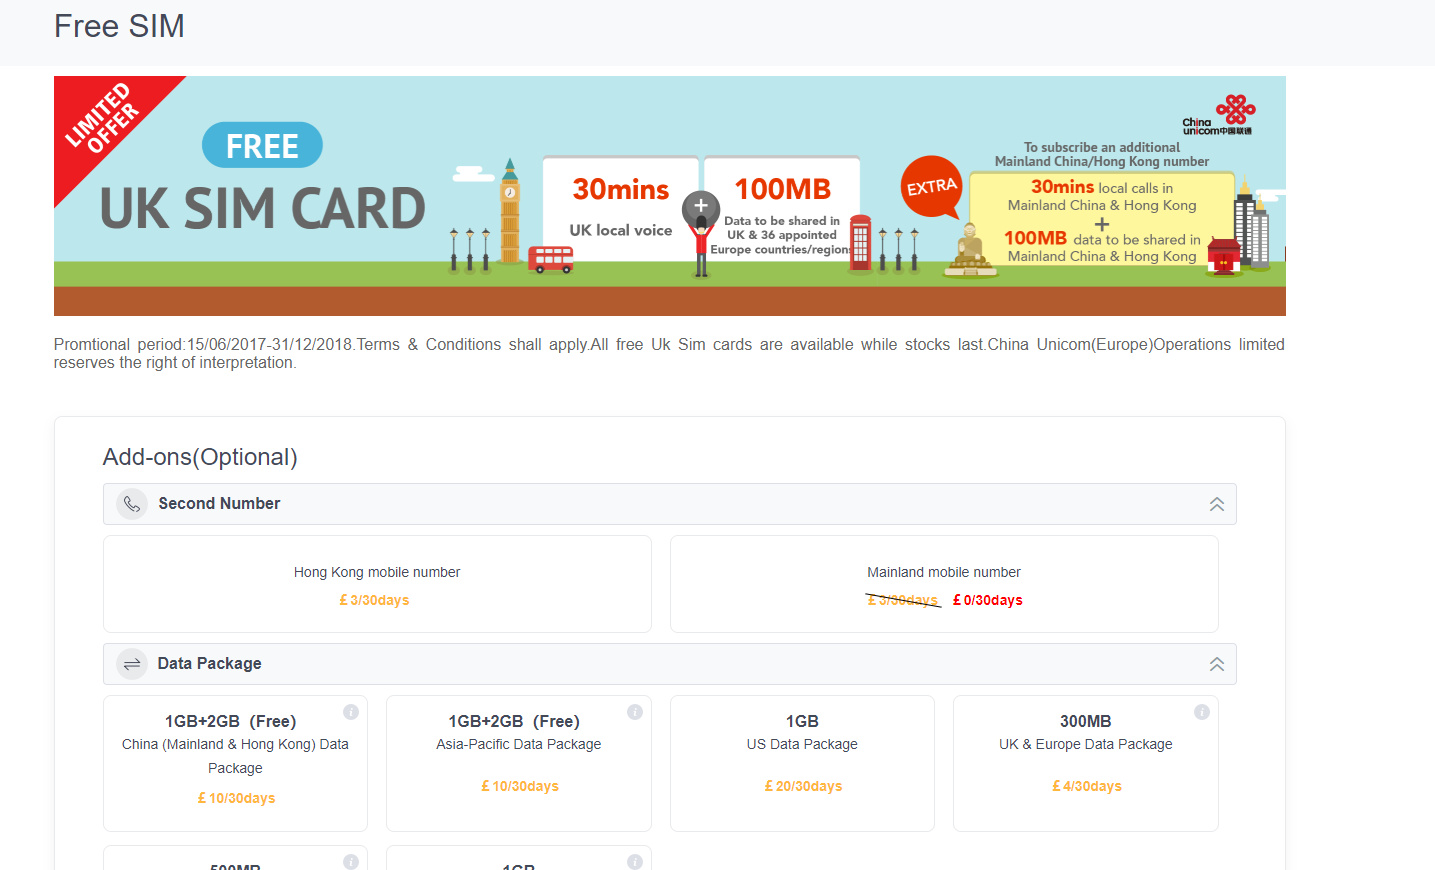 Free SIM
LIMITED
OFFER
FREE
UK SIM CARD
30mins
UK local voice
+
100MB
Data to be shared in
UK & 36 appointed
Europe countries/regions
China
unicom中国联通
To subscribe an additional
Mainland China/Hong Kong number
EXTRA
30mins local calls in
Mainland China & Hong Kong
+
100MB data to be shared in
Mainland China & Hong Kong
Promtional period:15/06/2017-31/12/2018.Terms & Conditions shall apply.All free Uk Sim cards are available while stocks last.China Unicom(Europe)Operations limited
reserves the right of interpretation.
Add-ons(Optional)
Second Number
Hong Kong mobile number
£ 3/30days
Mainland mobile number
£ 3/30days £ 0/30days
Data Package
1GB+2GB（Free)
China (Mainland & Hong Kong) Data
Package
£ 10/30days
1GB+2GB（Free)
Asia-Pacific Data Package
£ 10/30days
1GB
US Data Package
£ 20/30days
300MB
UK & Europe Data Package
£ 4/30days
500MB
1GB